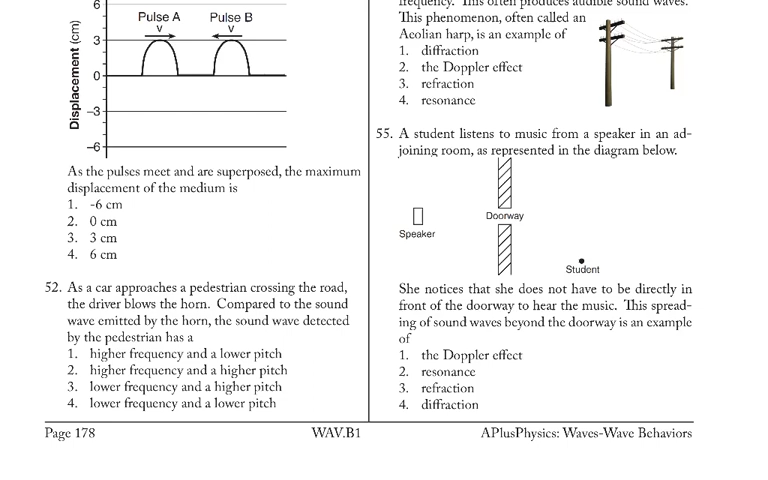 6
Pulse A
Pulse B
v
v
3
0
–3
–6
Displacement (cm)
As the pulses meet and are superposed, the maximum
displacement of the medium is
1. -6 cm
2. 0 cm
3. 3 cm
4. 6 cm
52. As a car approaches a pedestrian crossing the road,
the driver blows the horn. Compared to the sound
wave emitted by the horn, the sound wave detected
by the pedestrian has a
1. higher frequency and a lower pitch
2. higher frequency and a higher pitch
3. lower frequency and a higher pitch
4. lower frequency and a lower pitch
frequency. This often produces audible sound waves.
This phenomenon, often called an
Aeolian harp, is an example of
1. diffraction
2. the Doppler effect
3. refraction
4. resonance
55. A student listens to music from a speaker in an ad-
joining room, as represented in the diagram below.
Doorway
Speaker
Student
She notices that she does not have to be directly in
front of the doorway to hear the music. This spread-
ing of sound waves beyond the doorway is an example
of
1. the Doppler effect
2. resonance
3. refraction
4. diffraction
Page 178
WAV.B1
APlusPhysics: Waves-Wave Behaviors